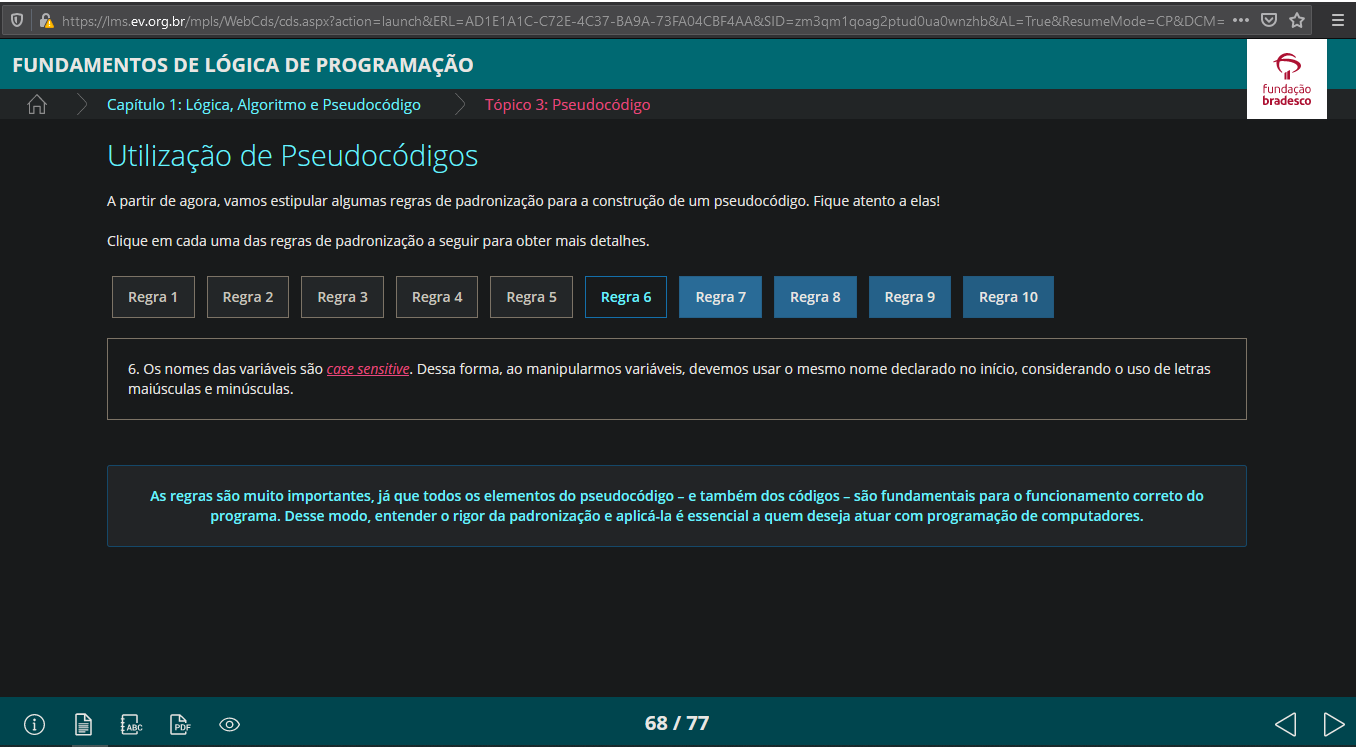 https://lms.ev.org.br/mpls/WebCds/cds.aspx?action=launch&ERL=AD1E1A1C-C72E-4C37-BA9A-73FA04CBF4AA&SID=zm3qm1qoag2ptud0ua0wnzhb&AL=True&ResumeMode=CP&DCM=
FUNDAMENTOS DE LÓGICA DE PROGRAMAÇÃO
fundação
bradesco
Capítulo 1: Lógica, Algoritmo e Pseudocódigo
Tópico 3: Pseudocódigo
Utilização de Pseudocódigos
A partir de agora, vamos estipular algumas regras de padronização para a construção de um pseudocódigo. Fique atento a elas!
Clique em cada uma das regras de padronização a seguir para obter mais detalhes.
Regra 1 Regra 2 Regra 3 Regra 4 Regra 5 Regra 6 Regra 7 Regra 8 Regra 9 Regra 10
6. Os nomes das variáveis são case sensitive. Dessa forma, ao manipularmos variáveis, devemos usar o mesmo nome declarado no início, considerando o uso de letras
maiúsculas e minúsculas.
As regras são muito importantes, já que todos os elementos do pseudocódigo – e também dos códigos – são fundamentais para o funcionamento correto do
programa. Desse modo, entender o rigor da padronização e aplicá-la é essencial a quem deseja atuar com programação de computadores.
ABC PDF 68 / 77